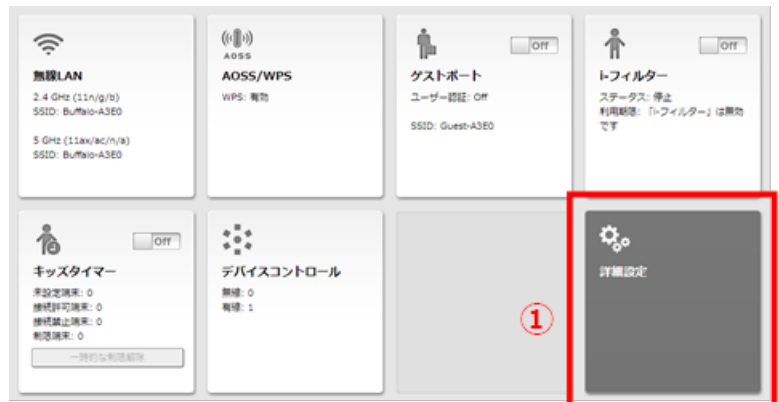 無線LAN
2.4 GHz (11n/g/b)
SSID: Buffalo-A3E0
5 GHz (11ax/ac/n/a)
SSID: Buffalo-A3E0
AOSS
AOSS/WPS
WPS: 有効
Off
ゲストポート
ユーザー認証: Off
SSID: Guest-A3E0
Off
i-フィルター
ステータス: 停止
利用期限: 「i-フィルター」は無効
です
Off
キッズタイマー
未設定端末: 0
接続許可端末: 0
接続禁止端末: 0
制限端末: 0
一時的な制限解除
デバイスコントロール
無線: 0
有線: 1
①
詳細設定